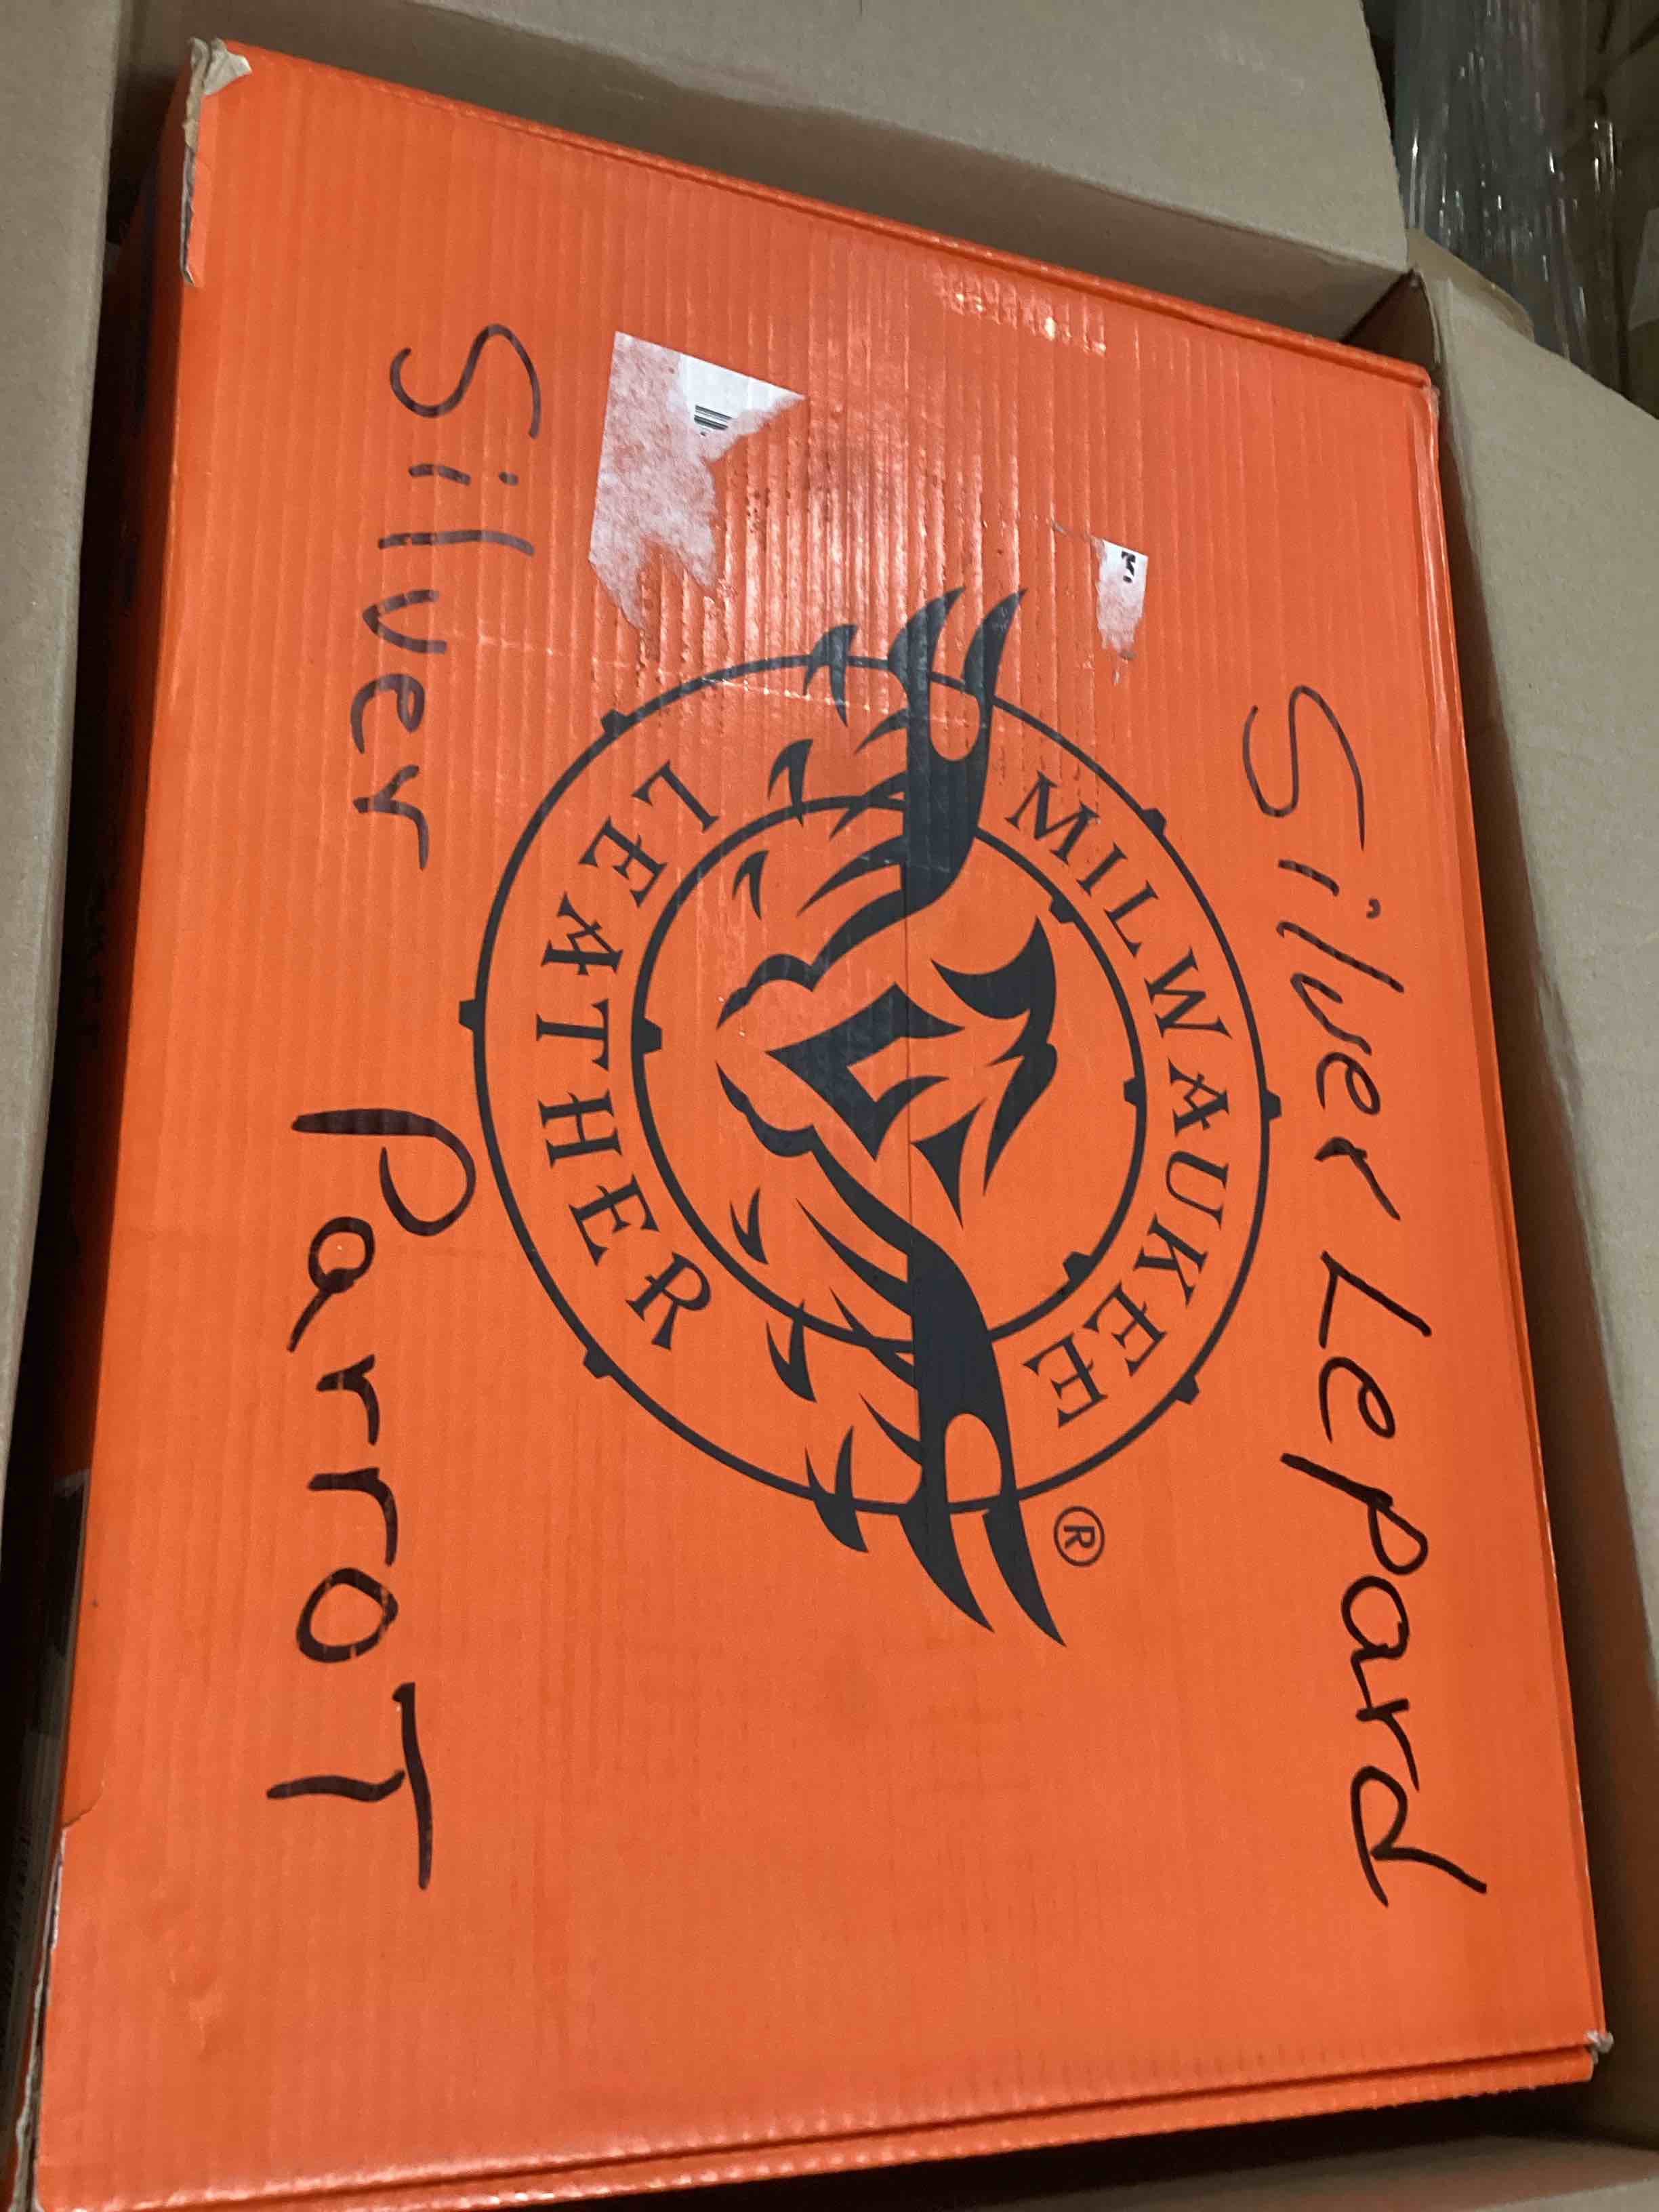 Silver Lepard
MILWAUKEE
®
LEATHER
Silver Parrot